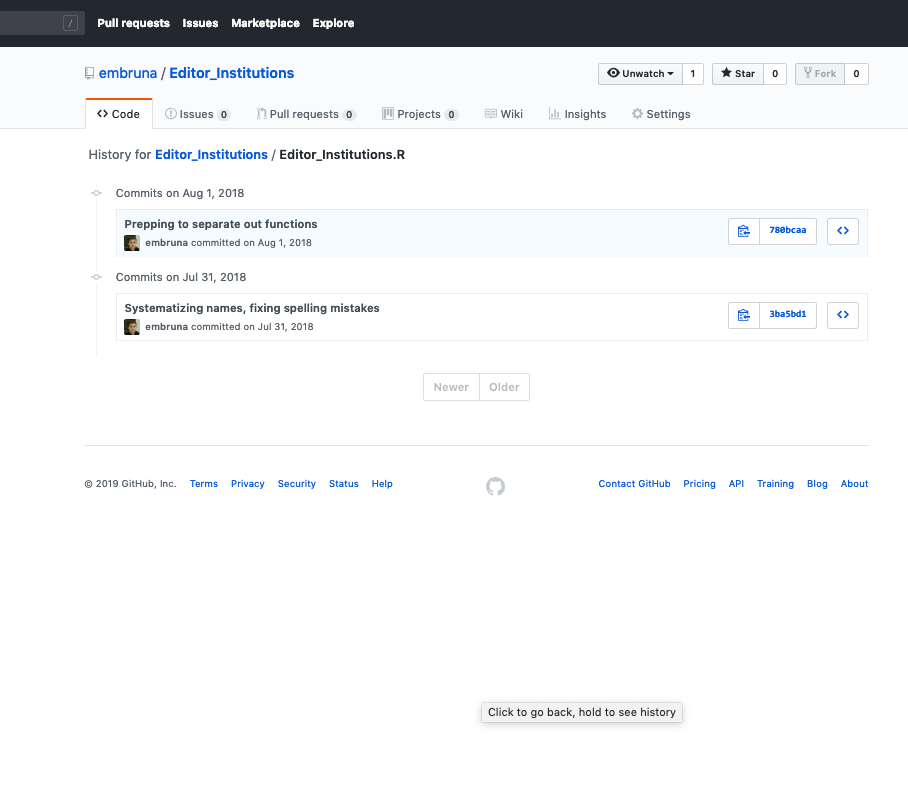 / Pull requests Issues Marketplace Explore
embruna / Editor_Institutions Unwatch 1 Star 0 Fork 0
Code Issues 0 Pull requests 0 Projects 0 Wiki Insights Settings
History for Editor_Institutions / Editor_Institutions.R
Commits on Aug 1, 2018
Prepping to separate out functions
embruna committed on Aug 1, 2018
780bcaa
Commits on Jul 31, 2018
Systematizing names, fixing spelling mistakes
embruna committed on Jul 31, 2018
3ba5bd1
Newer Older
© 2019 GitHub, Inc. Terms Privacy Security Status Help Contact GitHub Pricing API Training Blog About
Click to go back, hold to see history